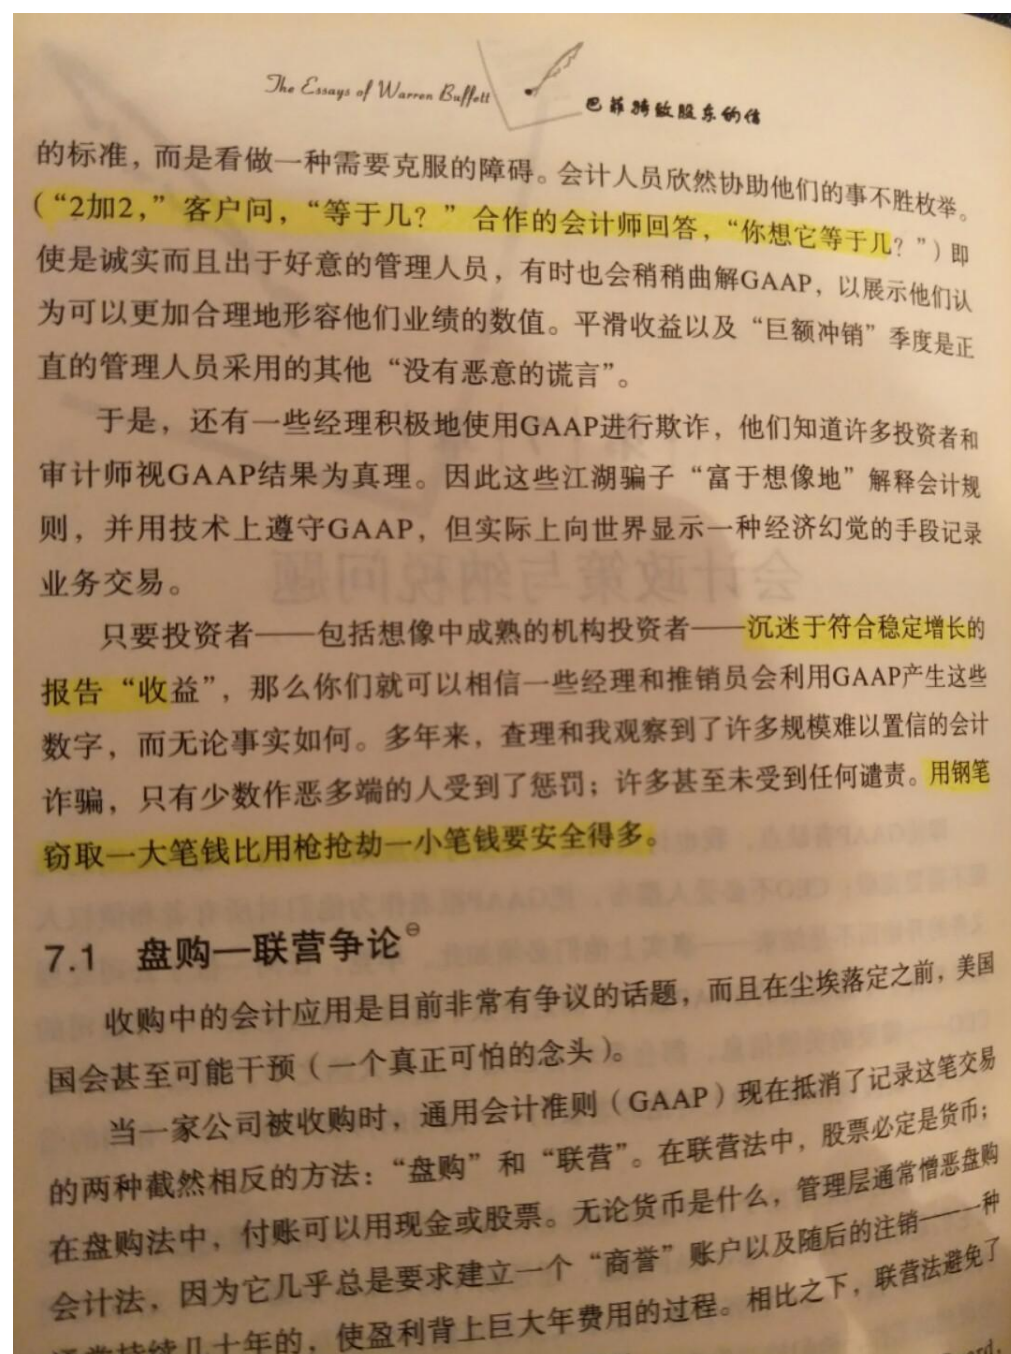 The Essays of Warren Buffett
巴菲特致股东的信
的标准，而是看做一种需要克服的障碍。会计人员欣然协助他们的事不胜枚举。
（“2加2，”客户问，“等于几？”合作的会计师回答，“你想它等于几？”）即
使是诚实而且出于好意的管理人员，有时也会稍稍曲解GAAP，以展示他们认
为可以更加合理地形容他们业绩的数值。平滑收益以及“巨额冲销”季度是正
直的管理人员采用的其他“没有恶意的谎言”。
于是，还有一些经理积极地使用GAAP进行欺诈，他们知道许多投资者和
审计师视GAAP结果为真理。因此这些江湖骗子“富于想像地”解释会计规
则，并用技术上遵守GAAP，但实际上向世界显示一种经济幻觉的手段记录
业务交易。
只要投资者——包括想像中成熟的机构投资者——沉迷于符合稳定增长的
报告“收益”，那么你们就可以相信一些经理和推销员会利用GAAP产生这些
数字，而无论事实如何。多年来，查理和我观察到了许多规模难以置信的会计
诈骗，只有少数作恶多端的人受到了惩罚；许多甚至未受到任何谴责。用钢笔
窃取一大笔钱比用枪抢劫一小笔钱要安全得多。
7.1 盘购—联营争论⊖
收购中的会计应用是目前非常有争议的话题，而且在尘埃落定之前，美国
国会甚至可能干预（一个真正可怕的念头）。
当一家公司被收购时，通用会计准则（GAAP）现在抵消了记录这笔交易
的两种截然相反的方法：“盘购”和“联营”。在联营法中，股票必定是货币；
在盘购法中，付账可以用现金或股票。无论货币是什么，管理层通常憎恶盘购
会计法，因为它几乎总是要求建立一个“商誉”账户以及随后的注销——一种
通常持续几十年的，使盈利背上巨大年费用的过程。相比之下，联营法避免了